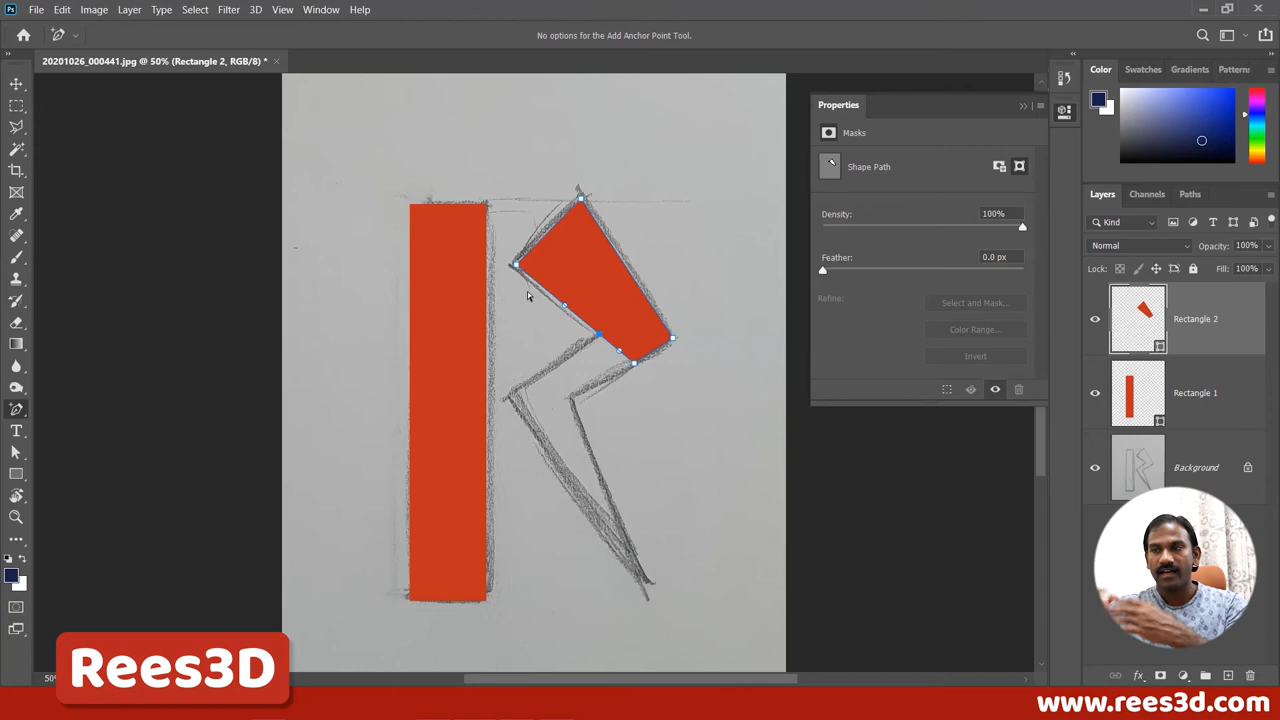 Ps File Edit Image Layer Type Select Filter 3D View Window Help
No options for the Add Anchor Point Tool.
20201026_000441.jpg @ 50% (Rectangle 2, RGB/8) *
Color Swatches Gradients Patterns
Properties
Masks
Shape Path
Density: 100%
Feather: 0.0 px
Refine: Select and Mask...
Color Range...
Invert
Layers Channels Paths
Kind
Normal Opacity: 100%
Lock: Fill: 100%
Rectangle 2
Rectangle 1
Background
Rees3D
www.rees3d.com